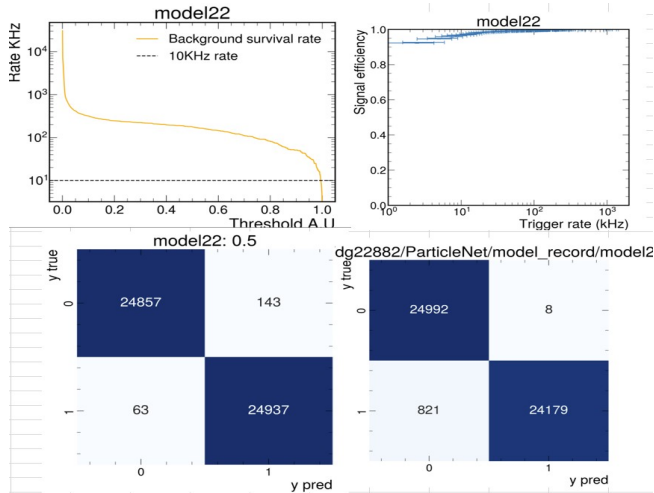 model22
Rate KHz
10⁴
10³
10²
10¹
Background survival rate
10KHz rate
0.0 0.2 0.4 0.6 0.8 1.0
Threshold A.U
model22
Signal efficiency
1.0
0.8
0.6
0.4
0.2
0.0
10⁰ 10¹ 10² 10³
Trigger rate (kHz)
model22: 0.5
y true
0
24857 143
1
63 24937
0 1
y pred
dg22882/ParticleNet/model_record/model2
y true
0
24992 8
1
821 24179
0 1
y pred